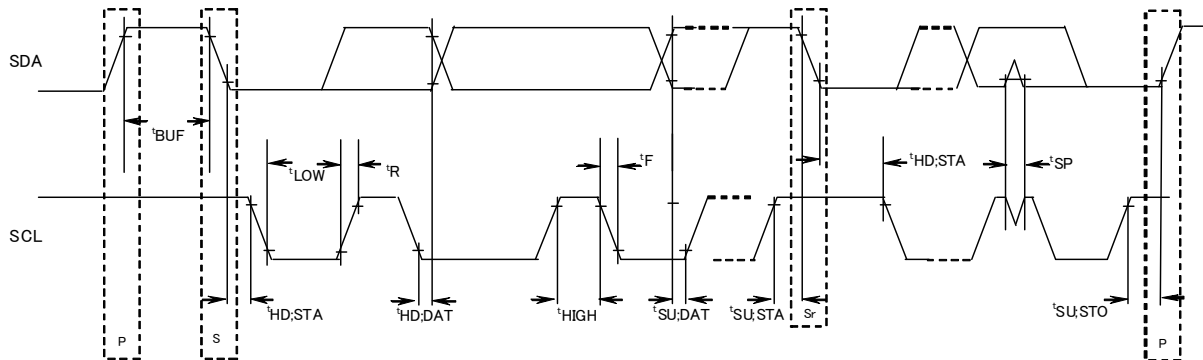 SDA
tBUF
tLOW
tR
tF
tHD;STA
tSP
SCL
tHD;STA
tHD;DAT
tHIGH
tSU;DAT
tSU;STA
Sr
tSU;STO
P
S
P